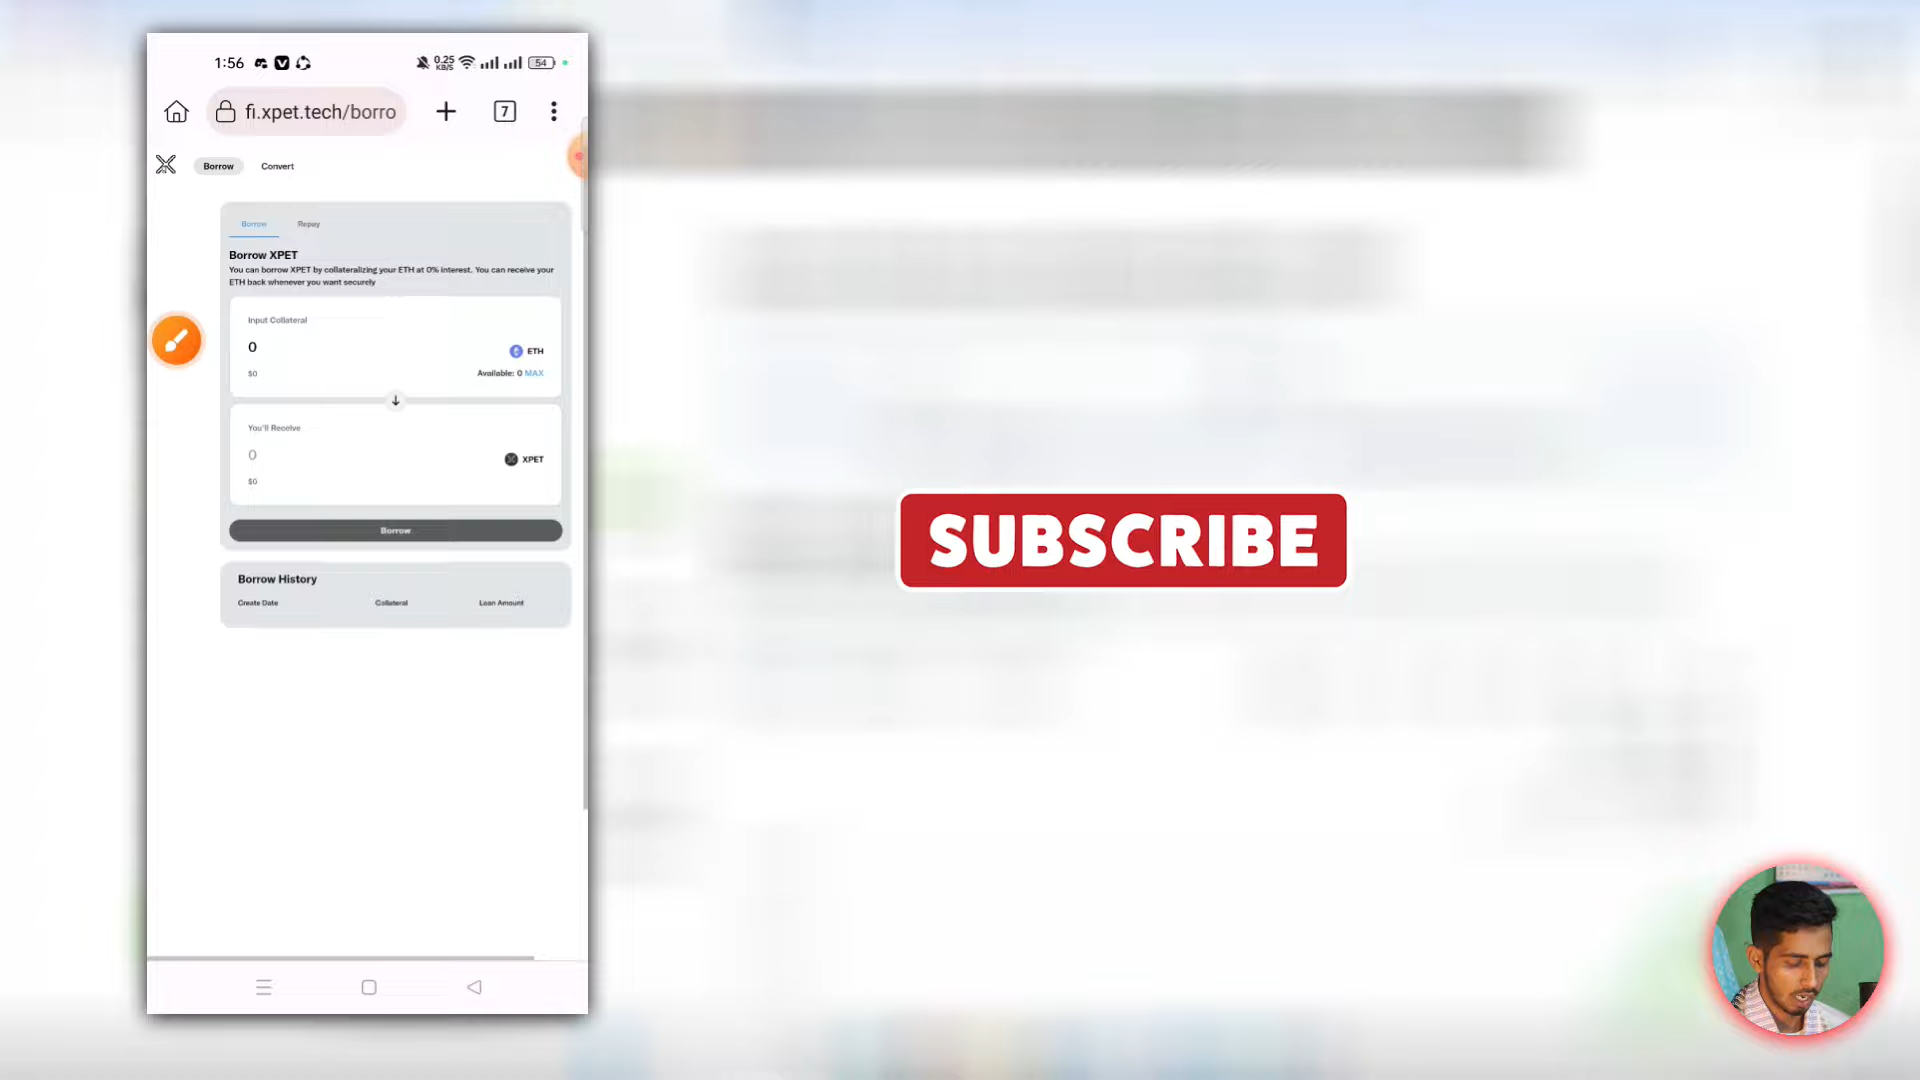 1:56 0.25 KB/S 54
fi.xpet.tech/borro 7
Borrow Convert
Borrow Repay
Borrow XPET
You can borrow XPET by collateralizing your ETH at 0% interest. You can receive your
ETH back whenever you want securely
Input Collateral
0
ETH
$0
Available: 0 MAX
You'll Receive
0
XPET
$0
Borrow
Borrow History
Create Date Collateral Loan Amount
SUBSCRIBE